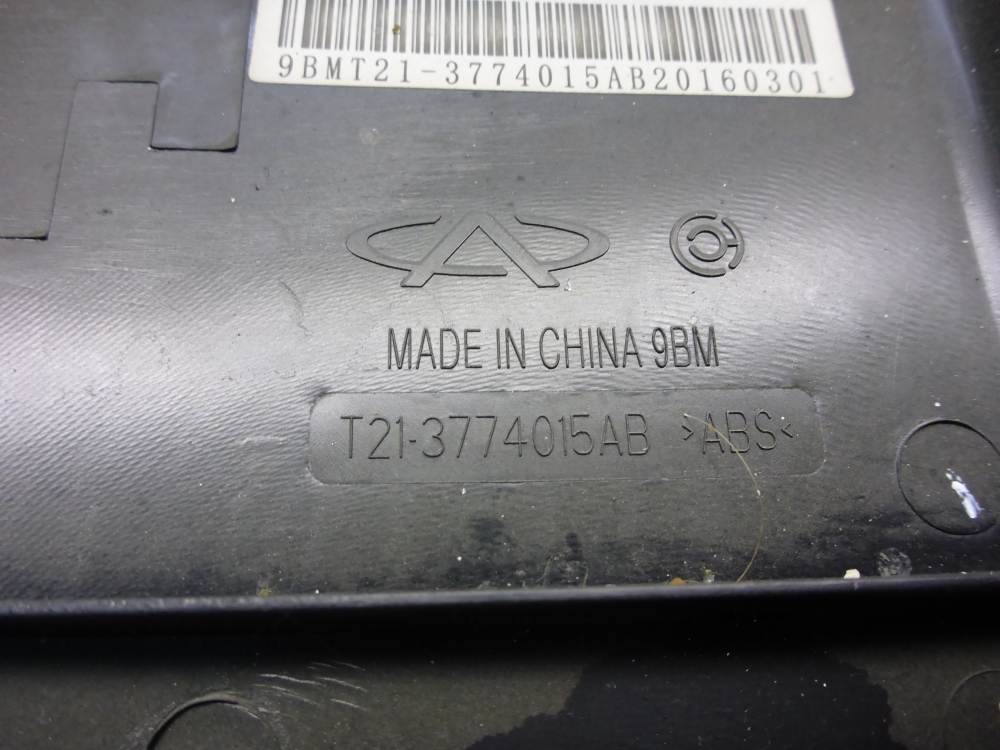 9BMT21-3774015AB20160301
MADE IN CHINA 9BM
T21-3774015AB >ABS<